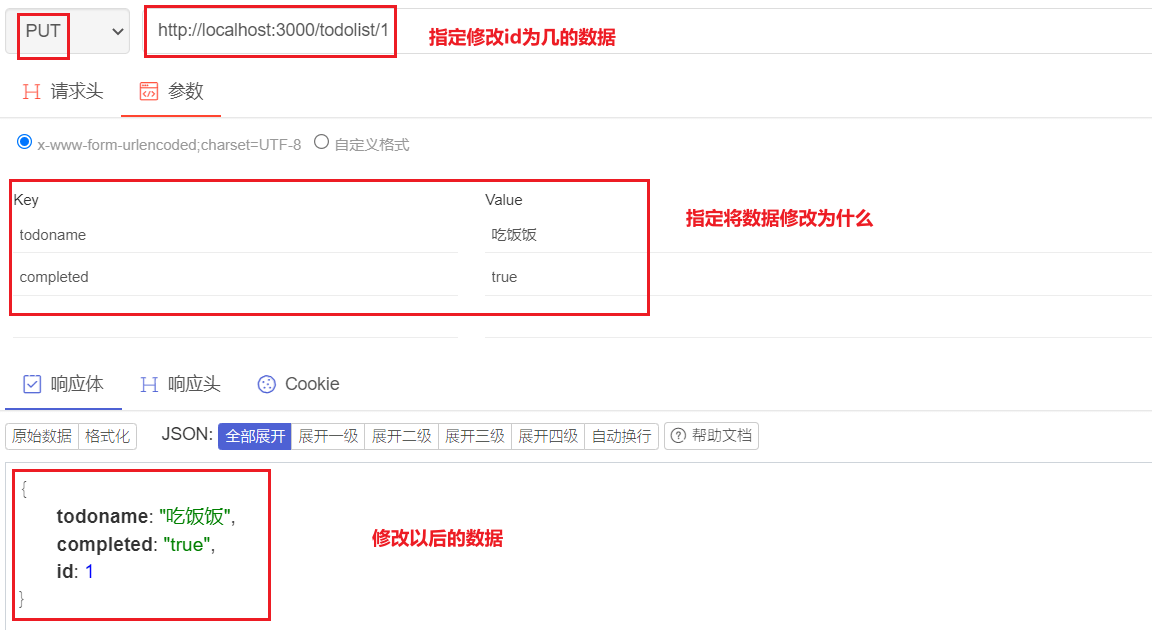 PUT
http://localhost:3000/todolist/1
指定修改id为几的数据
请求头 参数
x-www-form-urlencoded;charset=UTF-8 自定义格式
Key Value
todoname 吃饭饭
completed true
指定将数据修改为什么
响应体 响应头 Cookie
原始数据 格式化 JSON: 全部展开 展开一级 展开二级 展开三级 展开四级 自动换行 帮助文档
{
todoname: "吃饭饭",
completed: "true",
id: 1
}
修改以后的数据